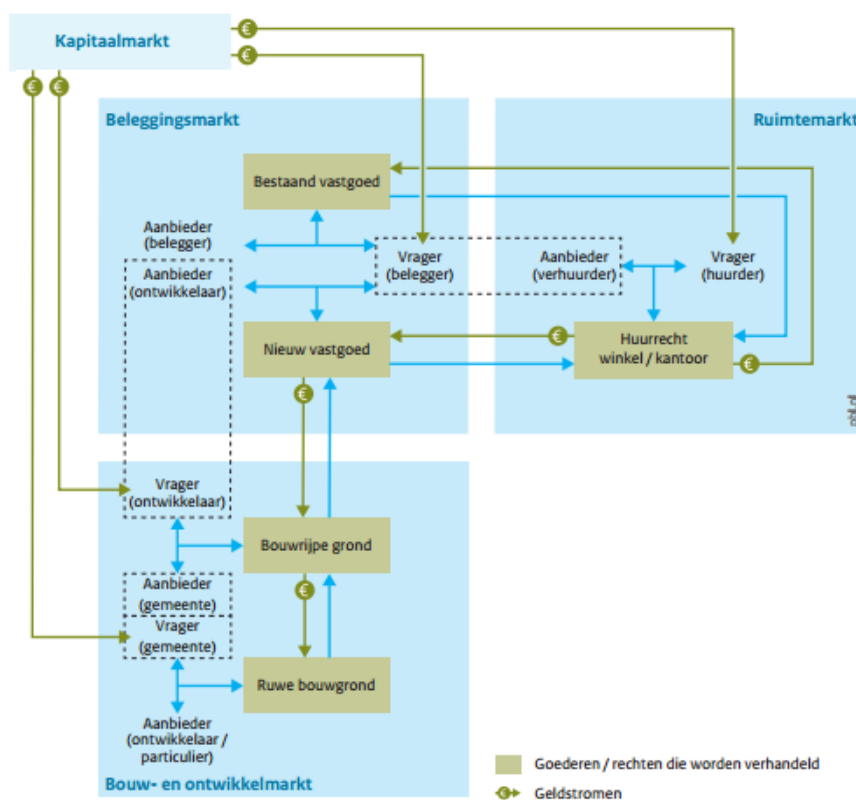 Kapitaalmarkt
€
€
€
€
Beleggingsmarkt
Ruimtemarkt
Bestaand vastgoed
Aanbieder
(belegger)
Aanbieder
(ontwikkelaar)
Vrager
(belegger)
Aanbieder
(verhuurder)
Vrager
(huurder)
Nieuw vastgoed
€
Huurrecht
winkel / kantoor
€
€
Vrager
(ontwikkelaar)
Bouwrijpe grond
Aanbieder
(gemeente)
€
Vrager
(gemeente)
Ruwe bouwgrond
Aanbieder
(ontwikkelaar /
particulier)
Bouw- en ontwikkelmarkt
Goederen / rechten die worden verhandeld
€ Geldstromen
pbl.nl